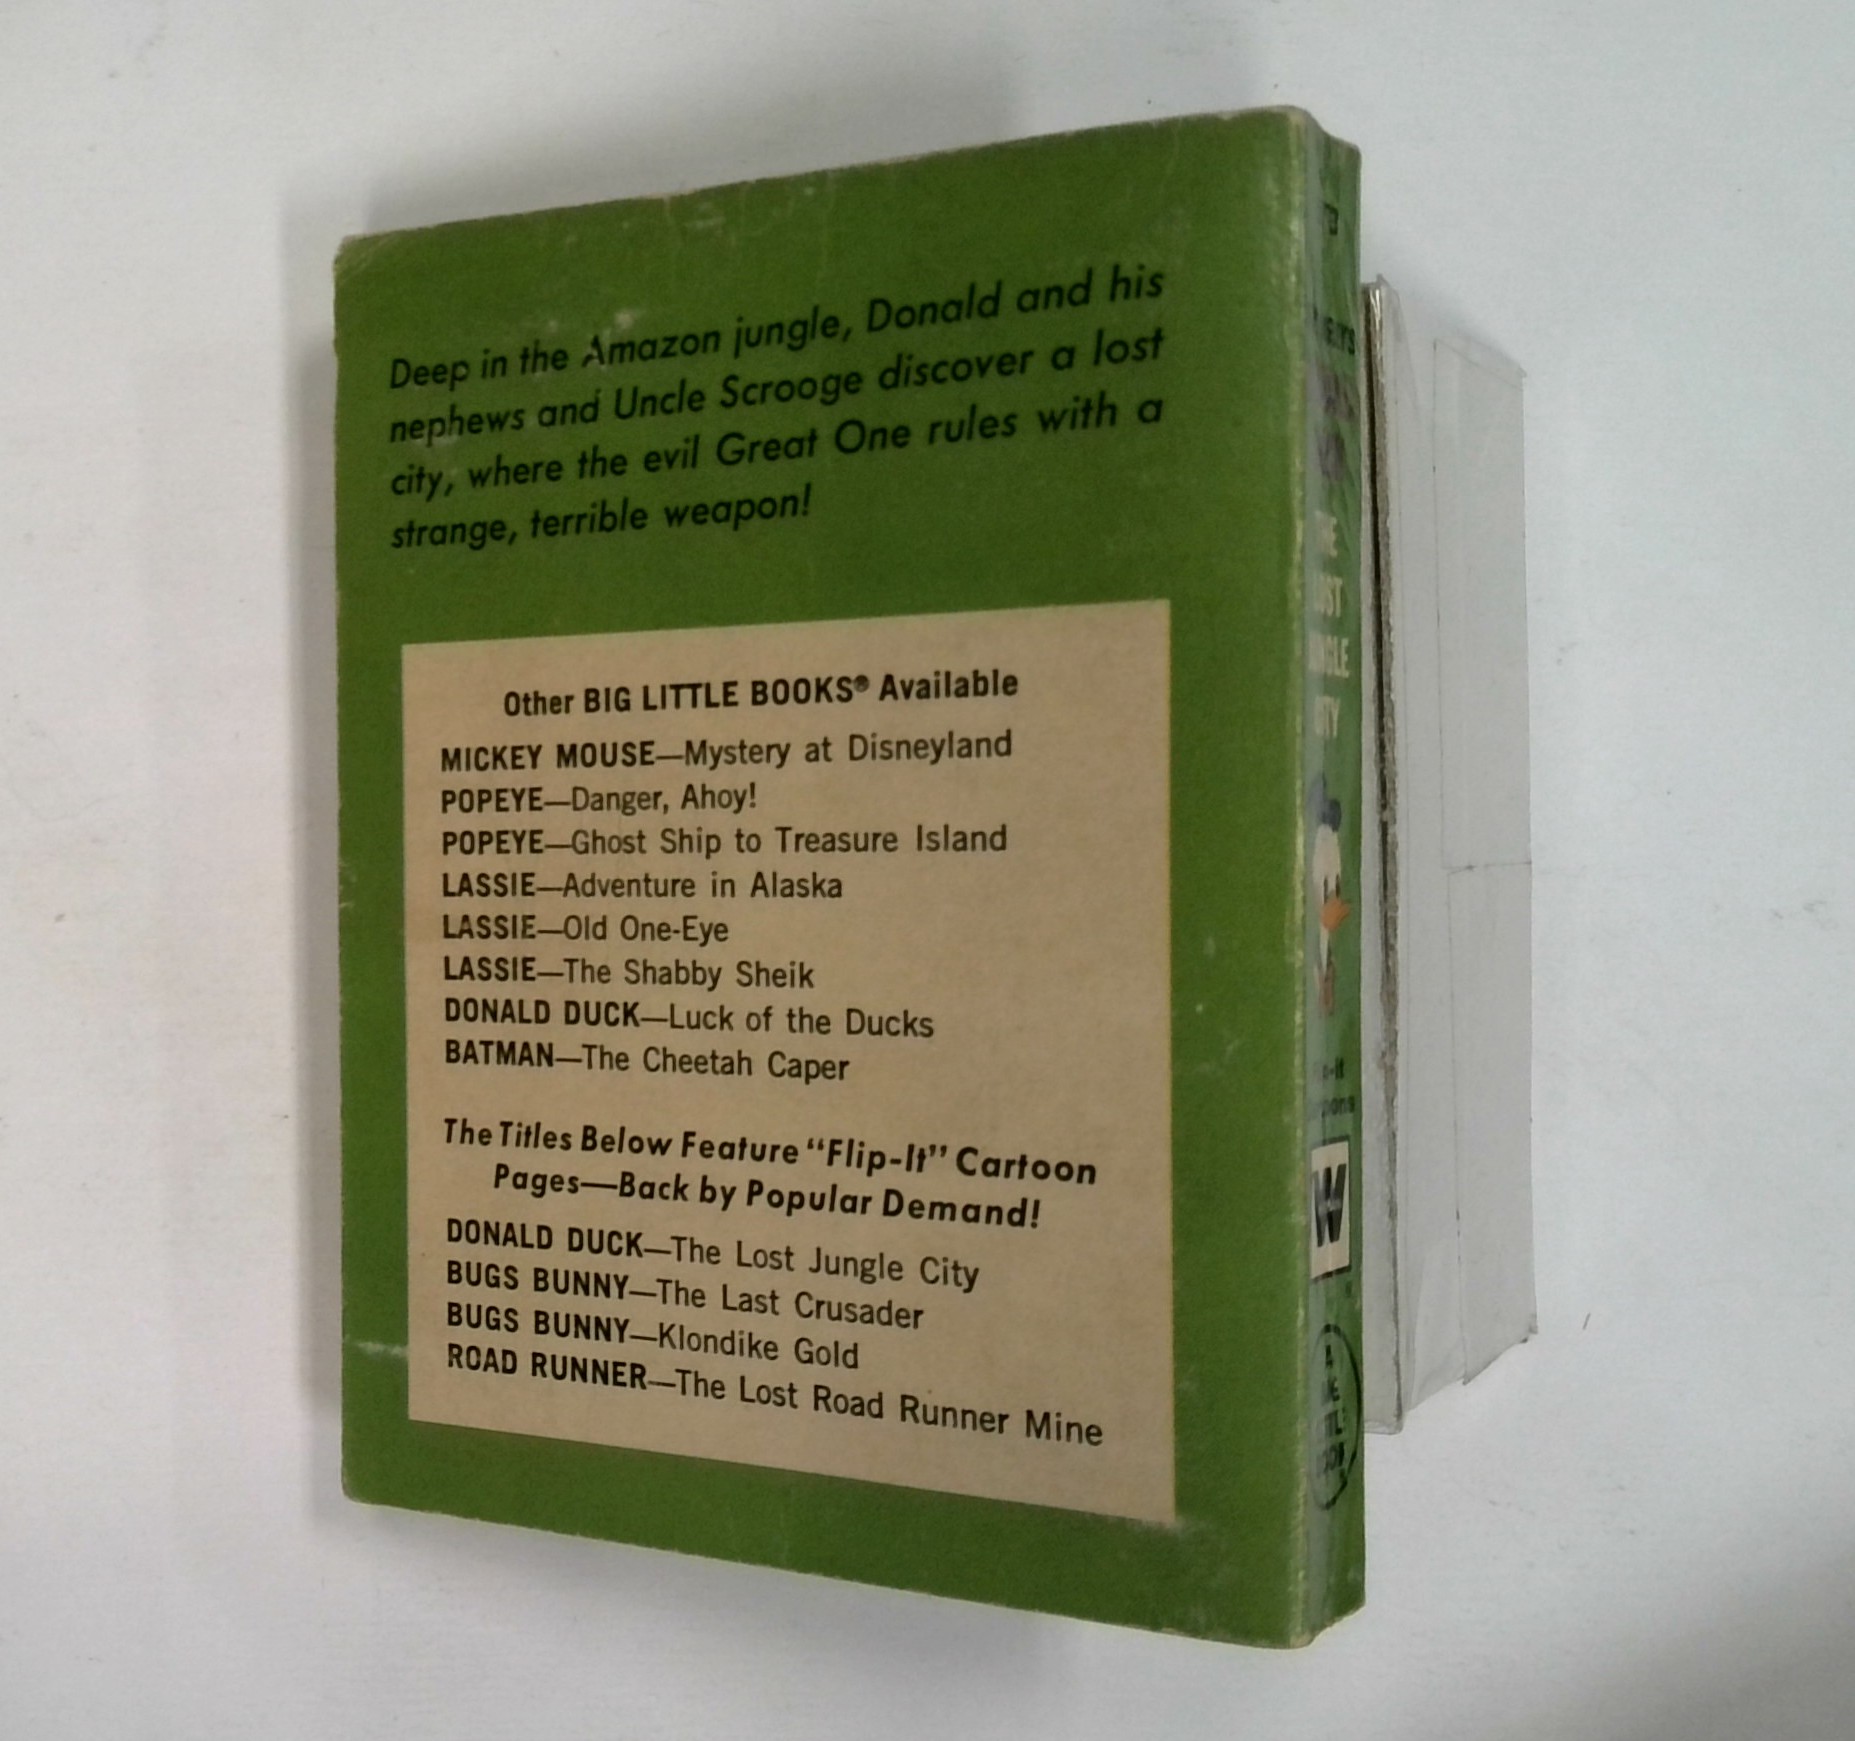 Deep in the Amazon jungle, Donald and his
nephews and Uncle Scrooge discover a lost
city, where the evil Great One rules with a
strange, terrible weapon!
Other BIG LITTLE BOOKS® Available
MICKEY MOUSE—Mystery at Disneyland
POPEYE—Danger, Ahoy!
POPEYE—Ghost Ship to Treasure Island
LASSIE—Adventure in Alaska
LASSIE—Old One-Eye
LASSIE—The Shabby Sheik
DONALD DUCK—Luck of the Ducks
BATMAN—The Cheetah Caper
The Titles Below Feature "Flip-It" Cartoon
Pages—Back by Popular Demand!
DONALD DUCK—The Lost Jungle City
BUGS BUNNY—The Last Crusader
BUGS BUNNY—Klondike Gold
ROAD RUNNER—The Lost Road Runner Mine
W